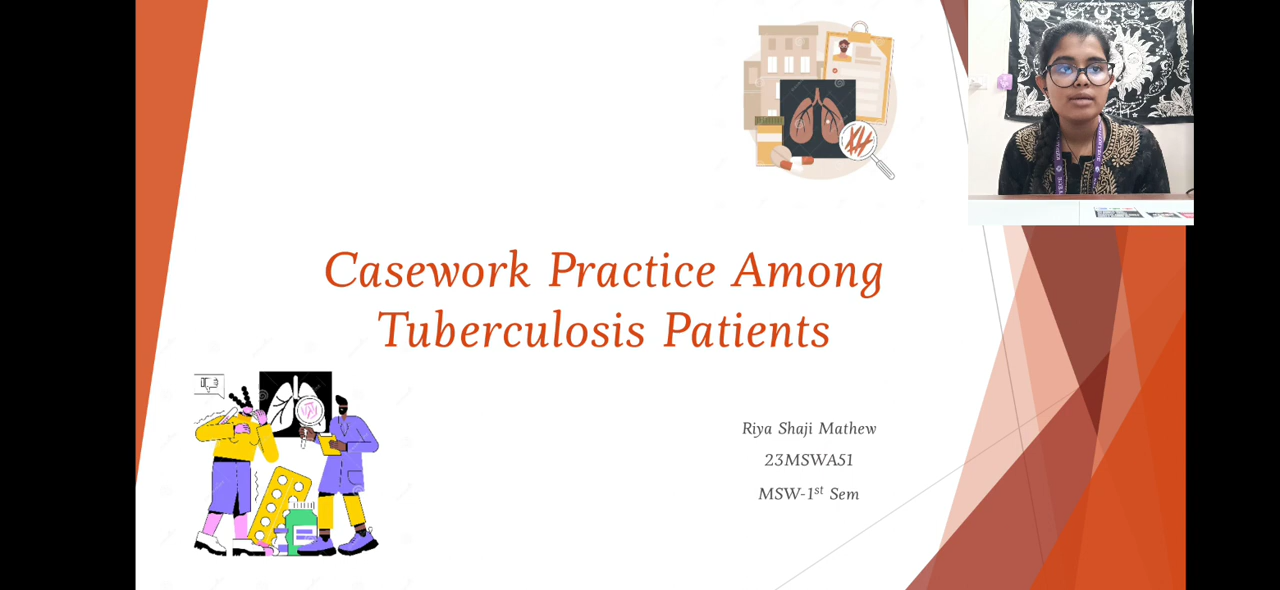 Casework Practice Among
Tuberculosis Patients
Riya Shaji Mathew
23MSWA51
MSW-1st Sem